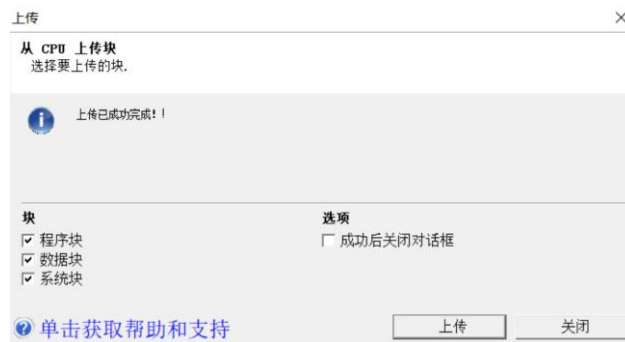 上传
从 CPU 上传块
选择要上传的块.
上传已成功完成!!
块
选项
程序块
成功后关闭对话框
数据块
系统块
单击获取帮助和支持
上传
关闭